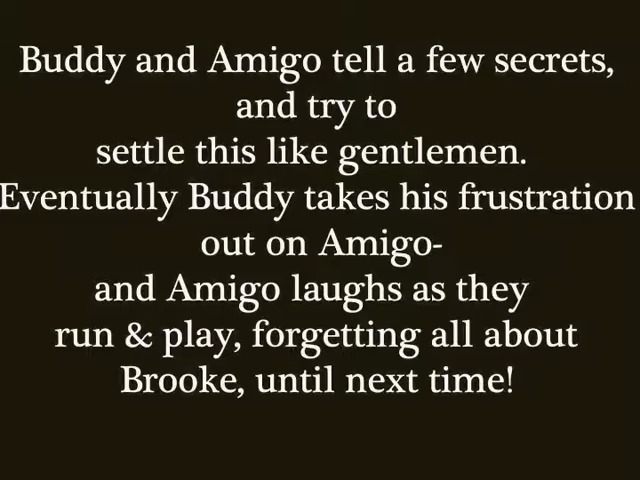 Buddy and Amigo tell a few secrets,
and try to
settle this like gentlemen.
Eventually Buddy takes his frustration
out on Amigo-
and Amigo laughs as they
run & play, forgetting all about
Brooke, until next time!